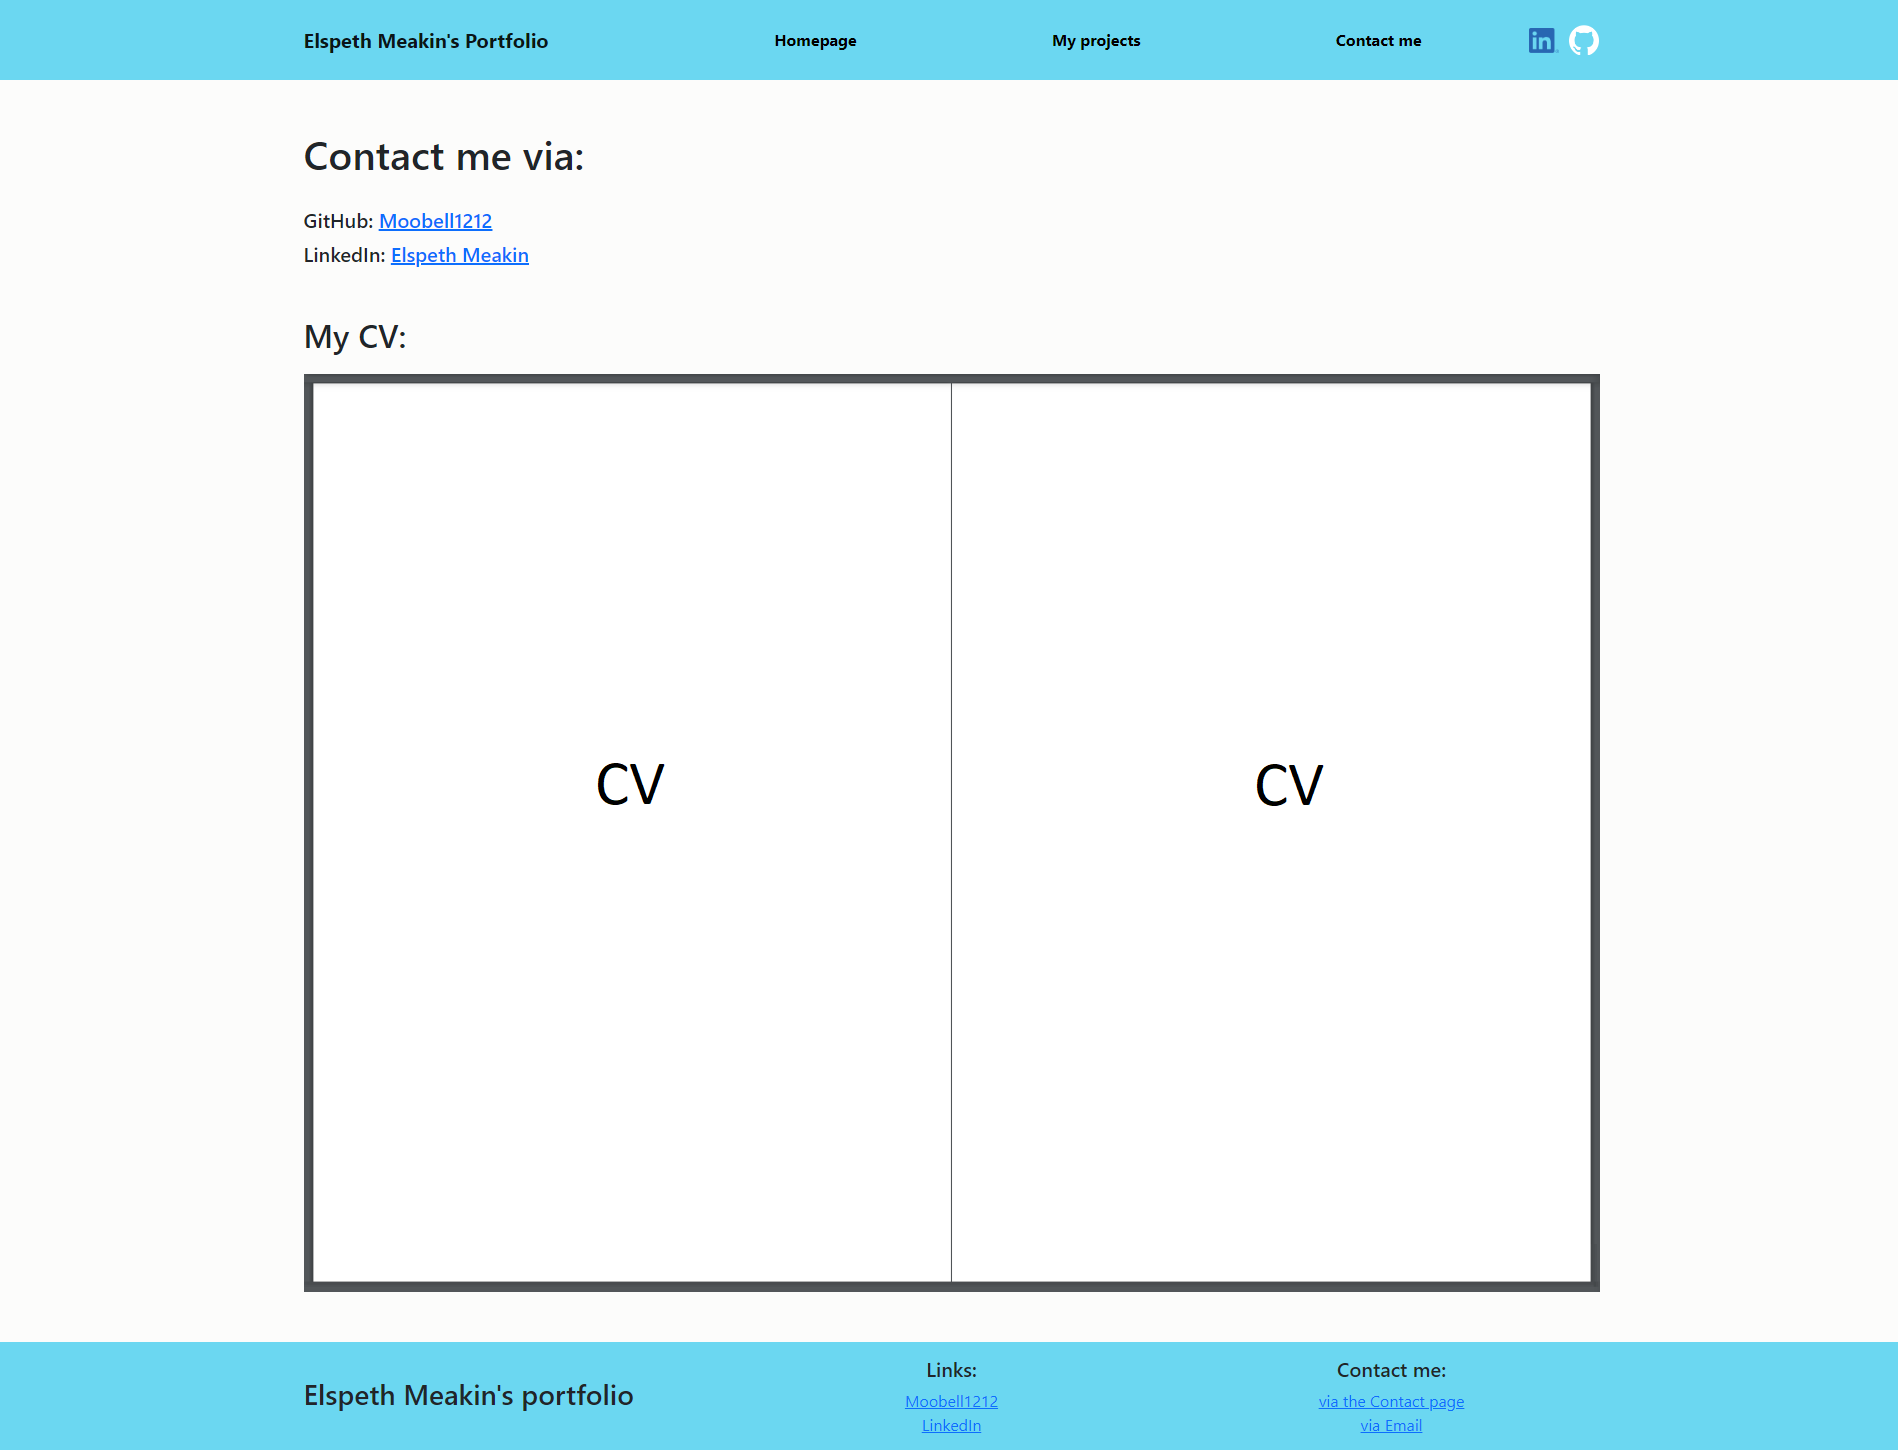 Elspeth Meakin's Portfolio
Homepage
My projects
Contact me
in
Contact me via:
GitHub: Moobell1212
LinkedIn: Elspeth Meakin
My CV:
CV
CV
Elspeth Meakin's portfolio
Links:
Moobell1212
LinkedIn
Contact me:
via the Contact page
via Email